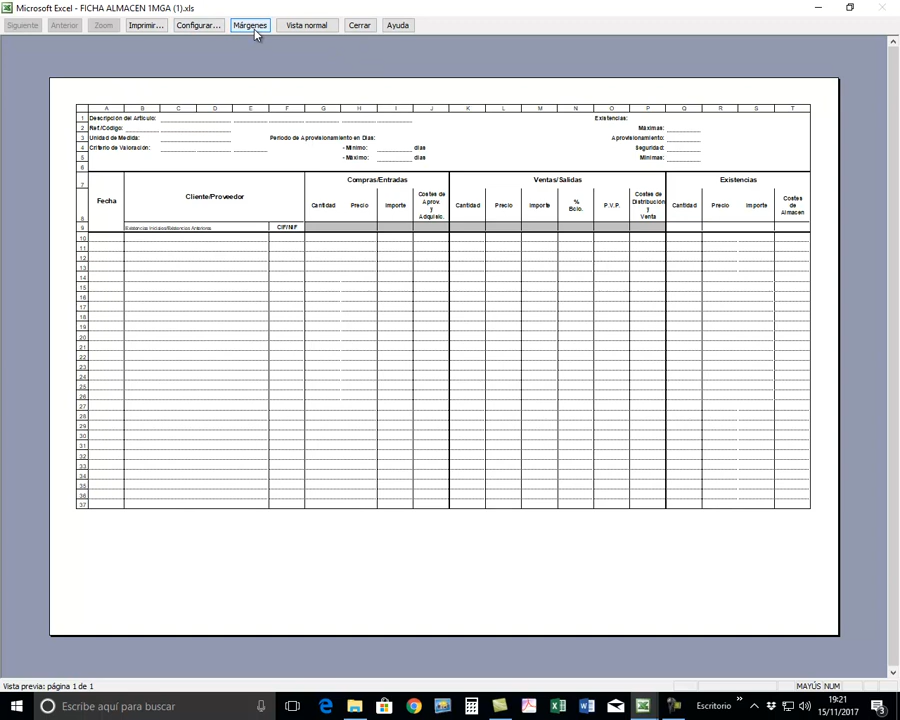 Microsoft Excel - FICHA ALMACEN 1MGA (1).xls
Siguiente Anterior Zoom Imprimir... Configurar... Márgenes Vista normal Cerrar Ayuda
A B C D E F G H I J K L M N O P Q R S T
1 Descripción del Artículo: Existencias:
2 Ref./Código: Máximas:
3 Unidad de Medida: Periodo de Aprovisionamiento en Días: Aprovisionamiento:
4 Criterio de Valoración: - Mínimo: días Seguridad:
5 - Máximo: días Mínimas:
6
7 Fecha Cliente/Proveedor Compras/Entradas Ventas/Salidas Existencias
8 Cantidad Precio Importe Costes de Aprov. y Adquisic. Cantidad Precio Importe % Bclo. P.V.P. Costes de Distribución y Venta Cantidad Precio Importe Costes de Almacen
9 Existencias Iniciales/Existencias Anteriores CIF/NIF
10
11
12
13
14
15
16
17
18
19
20
21
22
23
24
25
26
27
28
29
30
31
32
33
34
35
36
37
Vista previa: página 1 de 1
MAYÚS NUM
Escribe aquí para buscar
Escritorio
19:21
15/11/2017
3